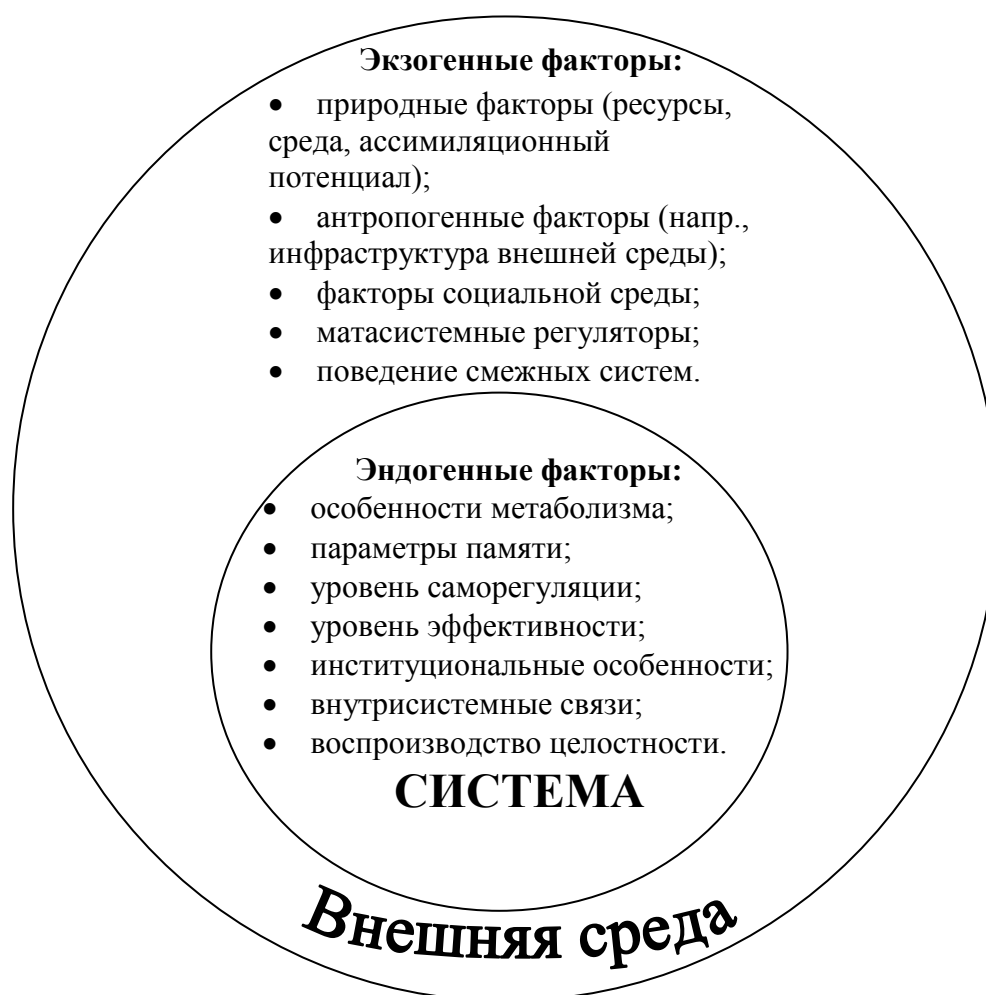 Экзогенные факторы:
• природные факторы (ресурсы,
среда, ассимиляционный
потенциал);
• антропогенные факторы (напр.,
инфраструктура внешней среды);
• факторы социальной среды;
• матасистемные регуляторы;
• поведение смежных систем.
Эндогенные факторы:
• особенности метаболизма;
• параметры памяти;
• уровень саморегуляции;
• уровень эффективности;
• институциональные особенности;
• внутрисистемные связи;
• воспроизводство целостности.
СИСТЕМА
Внешняя среда